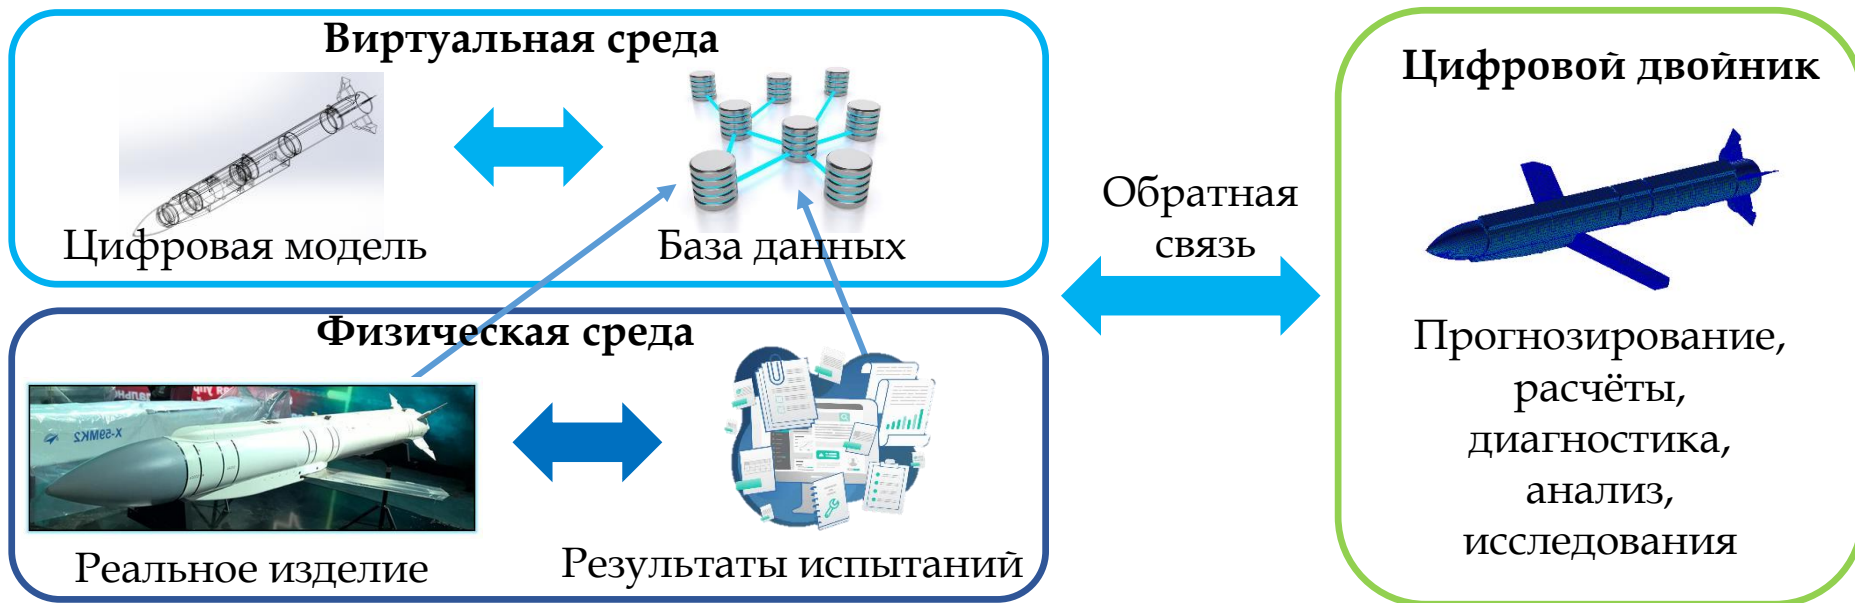 Виртуальная среда
Цифровая модель
База данных
Физическая среда
Х-59МК2
Реальное изделие
Результаты испытаний
Обратная
связь
Цифровой двойник
Прогнозирование,
расчёты,
диагностика,
анализ,
исследования